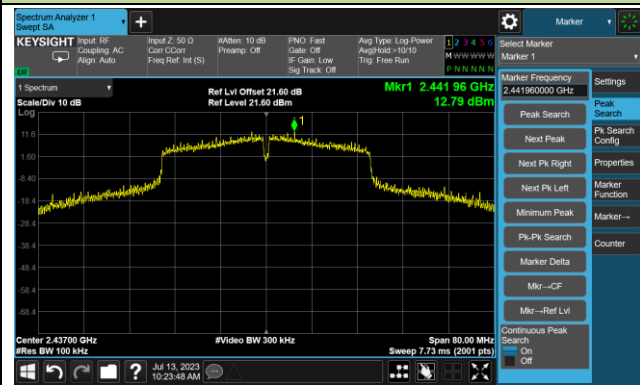 Spectrum Analyzer 1
Swept SA
Marker
KEYSIGHT
Input: RF
Coupling: AC
Align: Auto
Input Z: 50 Ω
Corr CCorr
Freq Ref: Int (S)
#Atten: 10 dB
Preamp: Off
PNO: Fast
Gate: Off
IF Gain: Low
Sig Track: Off
Avg Type: Log-Power
Avg|Hold:>10/10
Trig: Free Run
1 2 3 4 5 6
M W W W W W
P N N N N N
Select Marker
Marker 1
1 Spectrum
Scale/Div 10 dB
Log
Ref Lvl Offset 21.60 dB
Ref Level 21.60 dBm
Mkr1 2.441 96 GHz
12.79 dBm
1
11.6
1.60
-8.40
-18.4
-28.4
-38.4
-48.4
-58.4
-68.4
Center 2.43700 GHz
#Res BW 100 kHz
#Video BW 300 kHz
Span 80.00 MHz
Sweep 7.73 ms (2001 pts)
Marker Frequency
2.441960000 GHz
Peak Search
Next Peak
Next Pk Right
Next Pk Left
Minimum Peak
Pk-Pk Search
Marker Delta
Mkr→CF
Mkr→Ref Lvl
Continuous Peak
Search
On
Off
Settings
Peak
Search
Pk Search
Config
Properties
Marker
Function
Marker→
Counter
?
Jul 13, 2023
10:23:48 AM